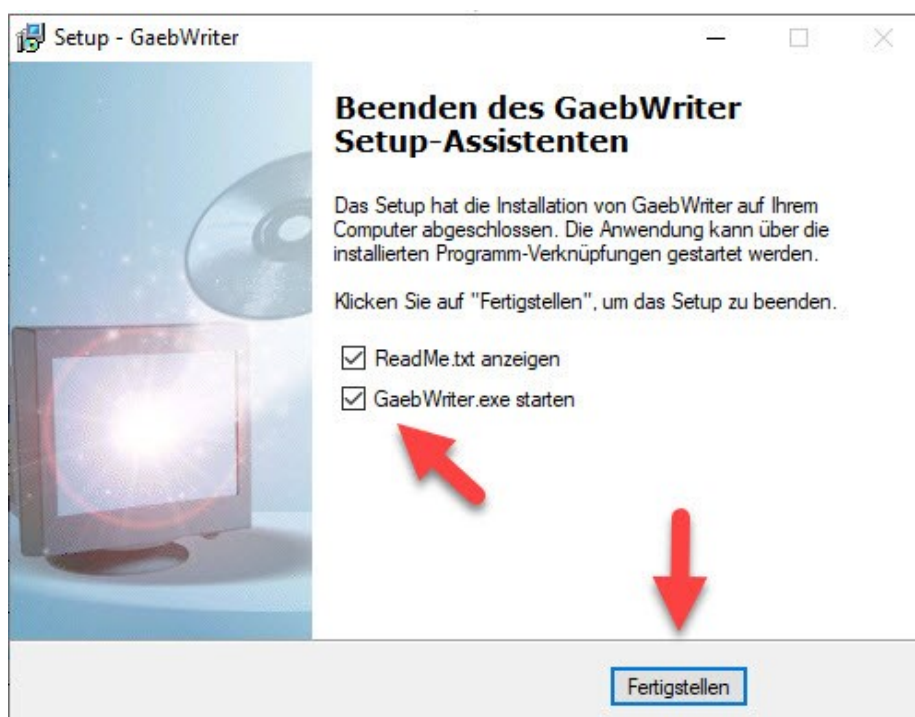 Setup - GaebWriter
Beenden des GaebWriter
Setup-Assistenten
Das Setup hat die Installation von GaebWriter auf Ihrem
Computer abgeschlossen. Die Anwendung kann über die
installierten Programm-Verknüpfungen gestartet werden.
Klicken Sie auf "Fertigstellen", um das Setup zu beenden.
ReadMe.txt anzeigen
GaebWriter.exe starten
Fertigstellen